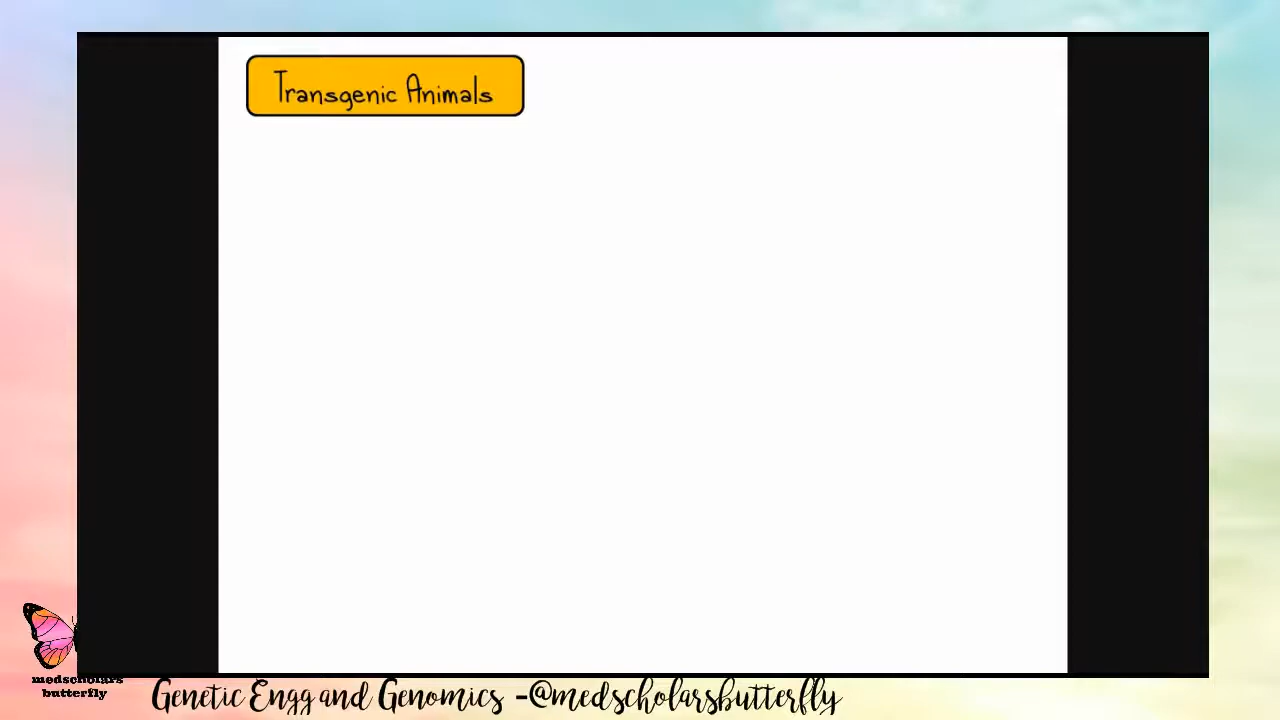 Transgenic Animals
medscholars
butterfly
Genetic Engg and Genomics -@medscholarsbutterfly